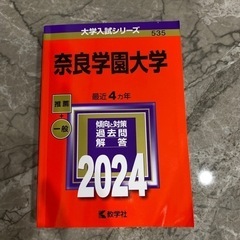 大学入試シリーズ
535
奈良学園大学
最近4カ年
推薦
+
一般
傾向と対策
過去問
解答
2024
教学社